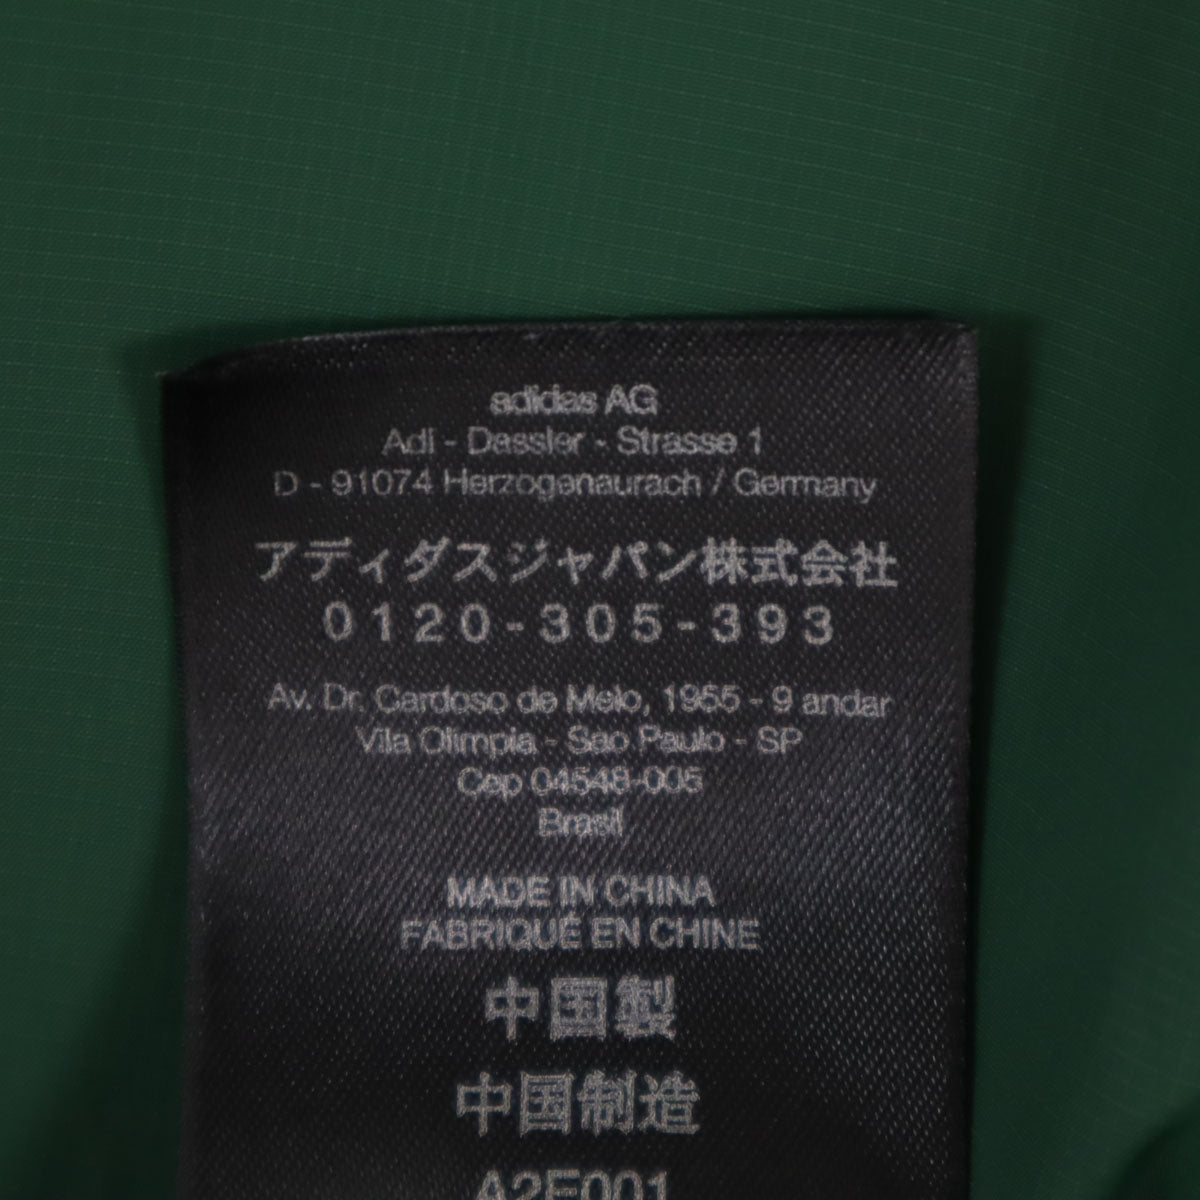 adidas AG
Adi - Dassler - Strasse 1
D - 91074 Herzogenaurach / Germany
アディダスジャパン株式会社
0120-305-393
Av. Dr. Cardoso de Melo, 1955 - 9 andar
Vila Olimpia - Sao Paulo - SP
Cep 04548-005
Brasil
MADE IN CHINA
FABRIQUÉ EN CHINE
中国製
中国制造
A2F001